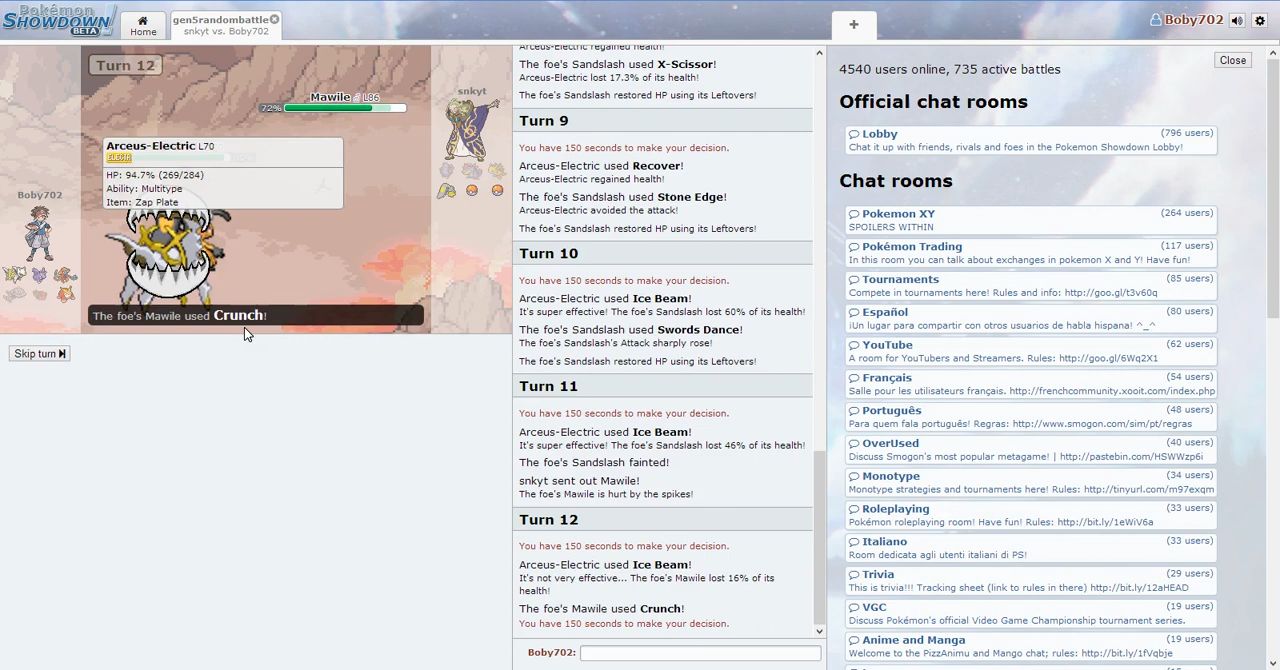 Pokémon
SHOWDOWN
BETA
Home
gen5randombattle
snkyt vs. Boby702
+
Boby702
Turn 12
Mawile L86
72%
snkyt
Arceus-Electric L70
ELECTR
HP: 94.7% (269/284)
Ability: Multitype
Item: Zap Plate
Boby702
The foe's Mawile used Crunch!
Skip turn
Arceus-Electric regained health!
The foe's Sandslash used X-Scissor!
Arceus-Electric lost 17.3% of its health!
The foe's Sandslash restored HP using its Leftovers!
Turn 9
You have 150 seconds to make your decision.
Arceus-Electric used Recover!
Arceus-Electric regained health!
The foe's Sandslash used Stone Edge!
Arceus-Electric avoided the attack!
The foe's Sandslash restored HP using its Leftovers!
Turn 10
You have 150 seconds to make your decision.
Arceus-Electric used Ice Beam!
It's super effective! The foe's Sandslash lost 60% of its health!
The foe's Sandslash used Swords Dance!
The foe's Sandslash's Attack sharply rose!
The foe's Sandslash restored HP using its Leftovers!
Turn 11
You have 150 seconds to make your decision.
Arceus-Electric used Ice Beam!
It's super effective! The foe's Sandslash lost 46% of its health!
The foe's Sandslash fainted!
snkyt sent out Mawile!
The foe's Mawile is hurt by the spikes!
Turn 12
You have 150 seconds to make your decision.
Arceus-Electric used Ice Beam!
It's not very effective... The foe's Mawile lost 16% of its
health!
The foe's Mawile used Crunch!
You have 150 seconds to make your decision.
Boby702:
Close
4540 users online, 735 active battles
Official chat rooms
Lobby (796 users)
Chat it up with friends, rivals and foes in the Pokemon Showdown Lobby!
Chat rooms
Pokemon XY (264 users)
SPOILERS WITHIN
Pokémon Trading (117 users)
In this room you can talk about exchanges in pokemon X and Y! Have fun!
Tournaments (85 users)
Compete in tournaments here! Rules and info: http://goo.gl/t3v60q
Español (80 users)
¡Un lugar para compartir con otros usuarios de habla hispana! ^_^
YouTube (62 users)
A room for YouTubers and Streamers. Rules: http://goo.gl/6Wq2X1
Français (54 users)
Salle pour les utilisateurs français. http://frenchcommunity.xooit.com/index.php
Português (48 users)
Para quem fala português! Regras: http://www.smogon.com/sim/pt/regras
OverUsed (40 users)
Discuss Smogon's most popular metagame! | http://pastebin.com/HSWWzp6i
Monotype (34 users)
Monotype strategies and tournaments here! Rules: http://tinyurl.com/m97exqm
Roleplaying (33 users)
Pokémon roleplaying room! Have fun! Rules: http://bit.ly/1eWiV6a
Italiano (33 users)
Room dedicata agli utenti italiani di PS!
Trivia (29 users)
This is trivia!!! Tracking sheet (link to rules in there) http://bit.ly/12aHEAD
VGC (19 users)
Discuss Pokémon's official Video Game Championship tournament series.
Anime and Manga (19 users)
Welcome to the PizzAnimu and Mango chat; rules: http://bit.ly/1fVqbje